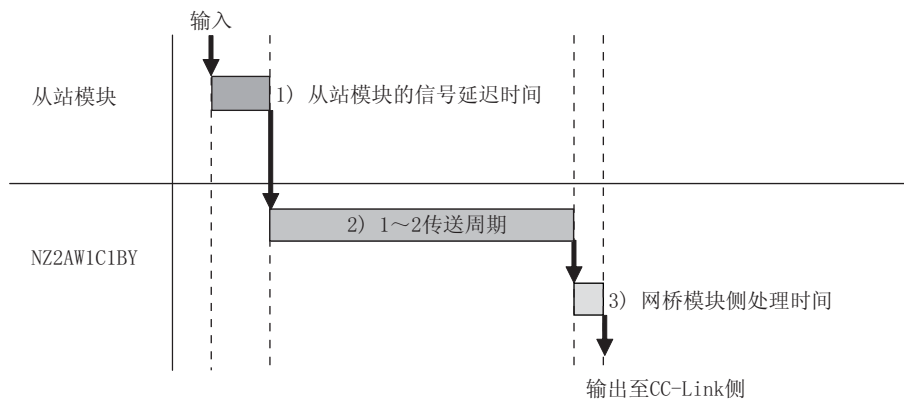 输入
从站模块
1) 从站模块的信号延迟时间
2) 1～2传送周期
NZ2AW1C1BY
3) 网桥模块侧处理时间
输出至CC-Link侧